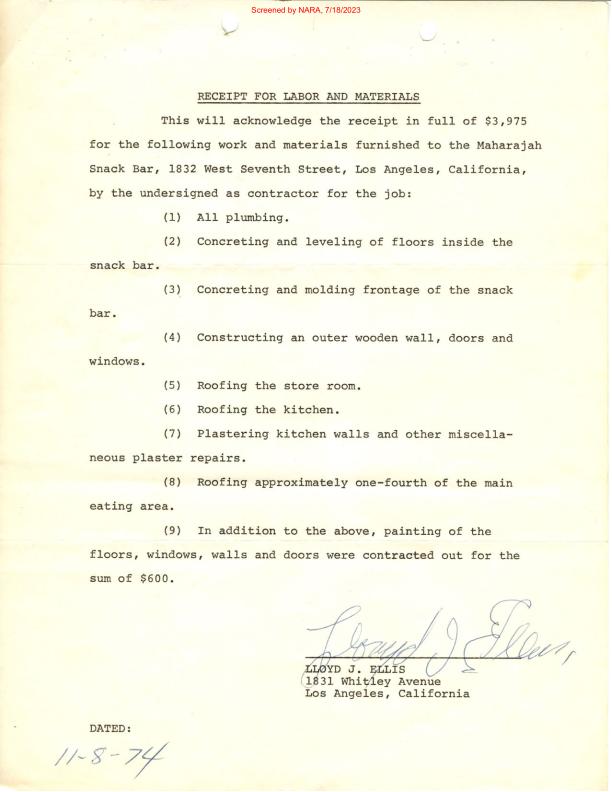 Screened by NARA, 7/18/2023
RECEIPT FOR LABOR AND MATERIALS
This will acknowledge the receipt in full of $3,975
for the following work and materials furnished to the Maharajah
Snack Bar, 1832 West Seventh Street, Los Angeles, California,
by the undersigned as contractor for the job:
(1) All plumbing.
(2) Concreting and leveling of floors inside the
snack bar.
(3) Concreting and molding frontage of the snack
bar.
(4) Constructing an outer wooden wall, doors and
windows.
(5) Roofing the store room.
(6) Roofing the kitchen.
(7) Plastering kitchen walls and other miscella-
neous plaster repairs.
(8) Roofing approximately one-fourth of the main
eating area.
(9) In addition to the above, painting of the
floors, windows, walls and doors were contracted out for the
sum of $600.
Lloyd J. Ellis
LLOYD J. ELLIS
1831 Whitley Avenue
Los Angeles, California
DATED:
11-8-74